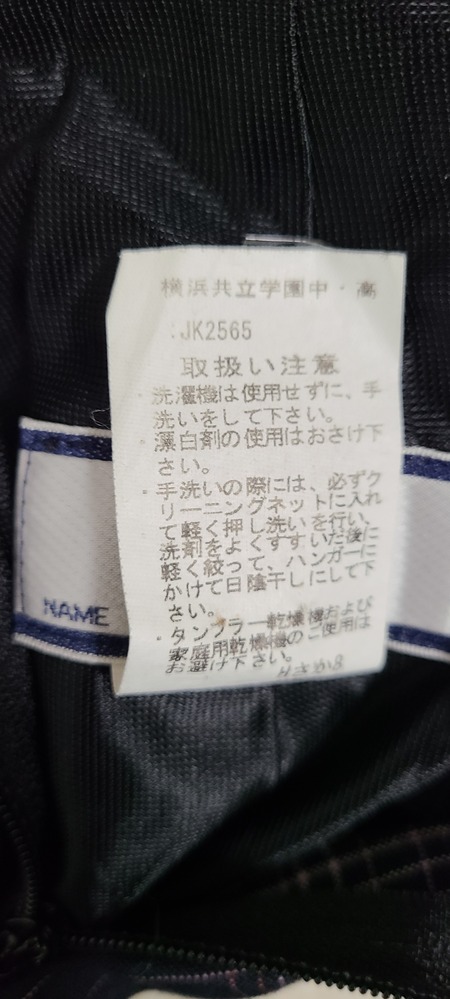 横浜共立学園中・高
:JK2565
取扱い注意
・洗濯機は使用せずに、手
洗いをして下さい。
漂白剤の使用はおさけ下
さい。
・手洗いの際には、必ずク
リーニングネットに入れ
て軽く押し洗いを行い、
洗剤をよくすすいだ後に
軽く絞って、ハンガーに
かけて日陰干しにして下
さい。
・タンブラー乾燥機および
家庭用乾燥機のご使用は
お避け下さい。
NAME